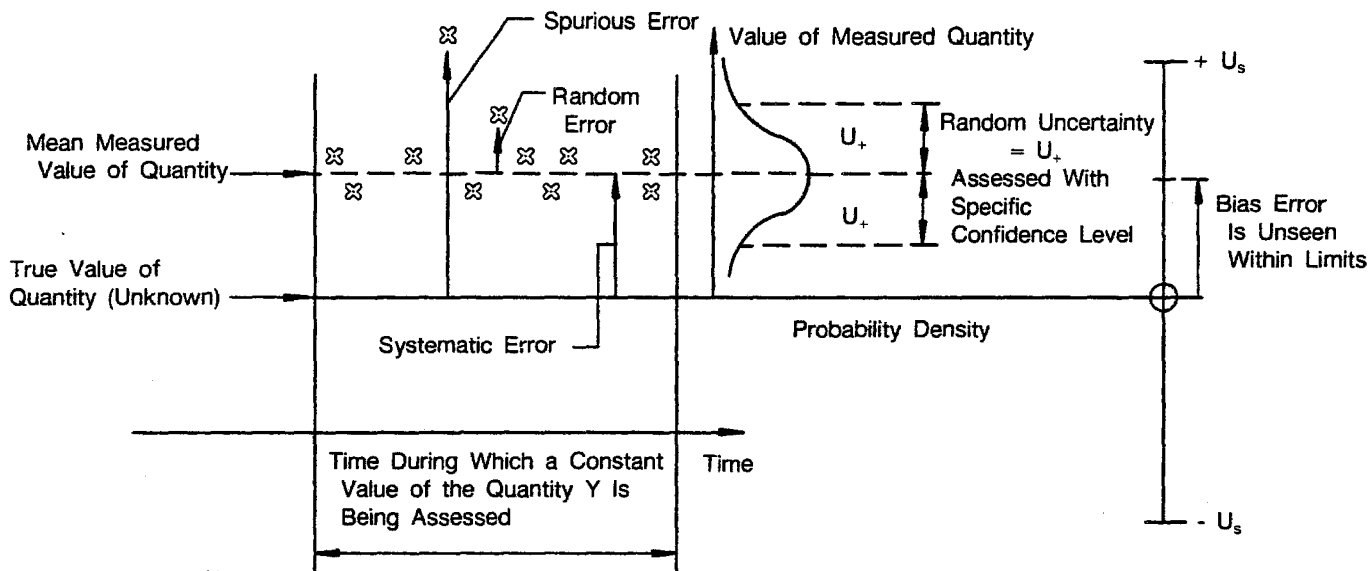 Spurious Error
Value of Measured Quantity
+ Us
Random
Error
Mean Measured
Value of Quantity
U+
Random Uncertainty
= U+
Assessed With
Specific
Confidence Level
U+
Bias Error
Is Unseen
Within Limits
True Value of
Quantity (Unknown)
Systematic Error
Probability Density
Time During Which a Constant
Value of the Quantity Y Is
Being Assessed
Time
- Us